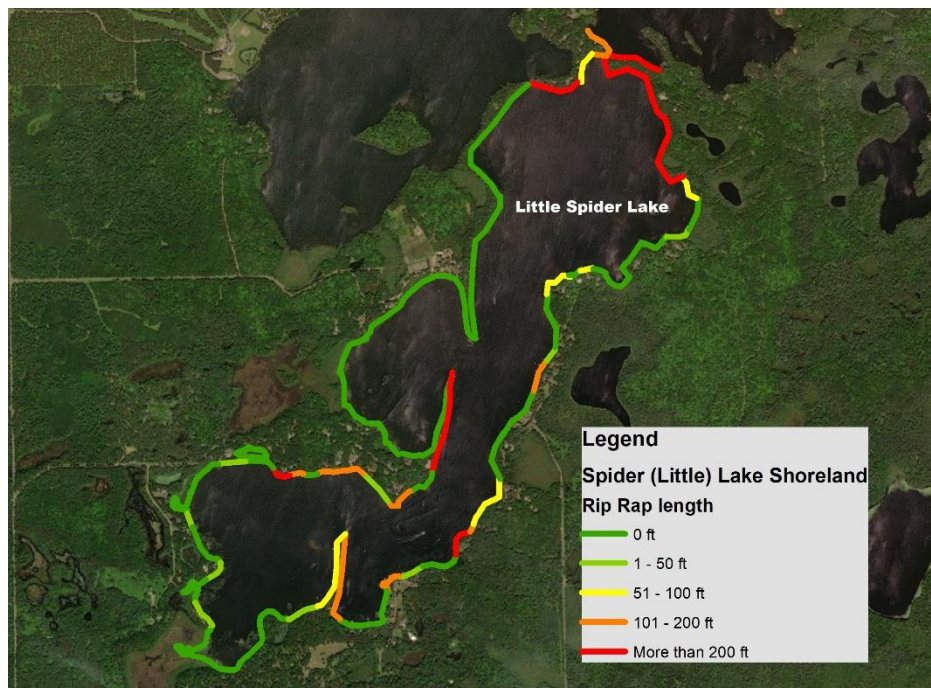 Little Spider Lake
Legend
Spider (Little) Lake Shoreland
Rip Rap length
0 ft
1 - 50 ft
51 - 100 ft
101 - 200 ft
More than 200 ft